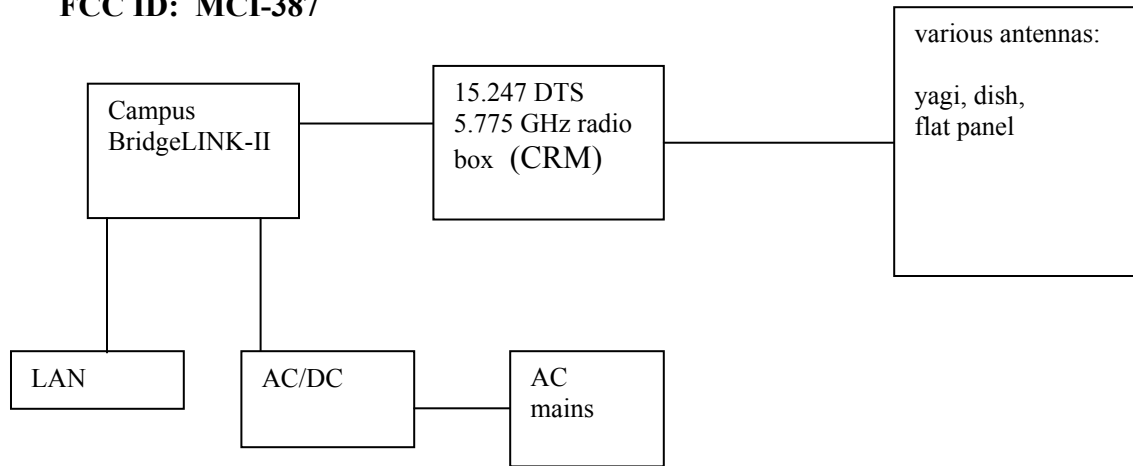 FCC ID: MCI-387
various antennas:
yagi, dish,
flat panel
Campus
BridgeLINK-II
15.247 DTS
5.775 GHz radio
box (CRM)
LAN
AC/DC
AC
mains